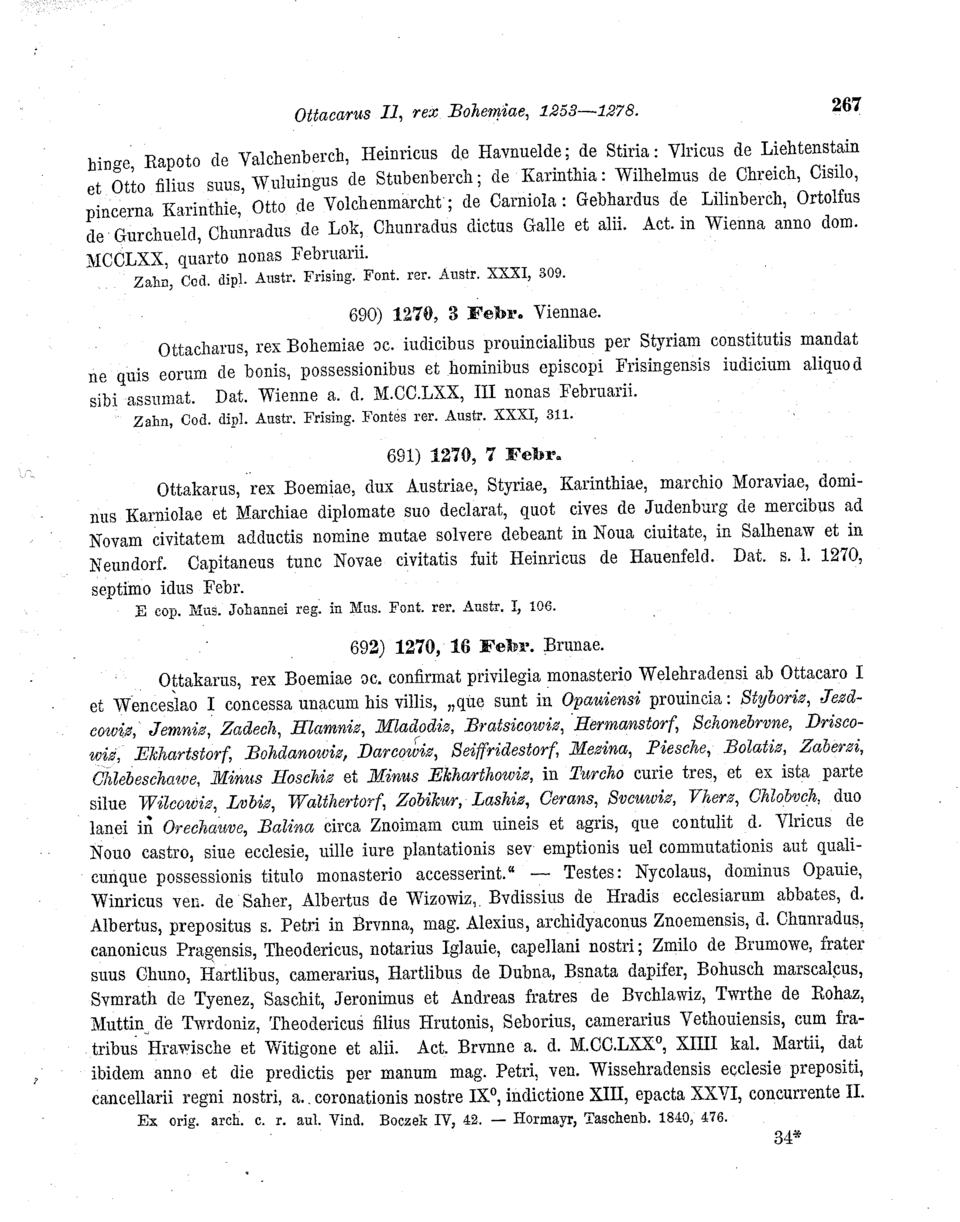 Ottacarus II, rex Bohemiae, 1253—1278. 267
hinge, Rapoto de Valchenberch, Heinricus de Havnuelde; de Stiria: Vlricus de Liehtenstain
et Otto filius suus, Wuluingus de Stubenberch; de Karinthia: Wilhelmus de Chreich, Cisilo,
pincerna Karinthie, Otto de Volchenmarcht; de Carniola: Gebhardus de Lilinberch, Ortolfus
de Gurchueld, Chunradus de Lok, Chunradus dictus Galle et alii. Act. in Wienna anno dom.
MCCLXX, quarto nonas Februarii.
Zahn, Cod. dipl. Austr. Frising. Font. rer. Austr. XXXI, 309.
690) 1270, 3 Febr. Viennae.
Ottacharus, rex Bohemiae ɔc. iudicibus prouincialibus per Styriam constitutis mandat
ne quis eorum de bonis, possessionibus et hominibus episcopi Frisingensis iudicium aliquod
sibi assumat. Dat. Wienne a. d. M.CC.LXX, III nonas Februarii.
Zahn, Cod. dipl. Austr. Frising. Fontes rer. Austr. XXXI, 311.
691) 1270, 7 Febr.
Ottakarus, rex Boemiae, dux Austriae, Styriae, Karinthiae, marchio Moraviae, domi-
nus Karniolae et Marchiae diplomate suo declarat, quot cives de Judenburg de mercibus ad
Novam civitatem adductis nomine mutae solvere debeant in Noua ciuitate, in Salhenaw et in
Neundorf. Capitaneus tunc Novae civitatis fuit Heinricus de Hauenfeld. Dat. s. l. 1270,
septimo idus Febr.
E cop. Mus. Johannei reg. in Mus. Font. rer. Austr. I, 106.
692) 1270, 16 Febr. Brunae.
Ottakarus, rex Boemiae ɔc. confirmat privilegia monasterio Welehradensi ab Ottacaro I
et Wenceslao I concessa unacum his villis, „que sunt in Opauiensi prouincia: Styboriz, Jezd-
cowiz, Jemniz, Zadech, Hlamniz, Mladodiz, Bratsicowiz, Hermanstorf, Schonebrvne, Drisco-
wiz, Ekhartstorf, Bohdanowiz, Darcowiz, Seiffridestorf, Mezina, Piesche, Bolatiz, Zaberzi,
Chlebeschawe, Minus Hoschiz et Minus Ekharthowiz, in Turcho curie tres, et ex ista parte
silue Wilcowiz, Lvbiz, Walthertorf, Zobikur, Lashiz, Cerans, Svcuwiz, Vherz, Chlobvch, duo
lanei in Orechauve, Balina circa Znoimam cum uineis et agris, que contulit d. Vlricus de
Nouo castro, siue ecclesie, uille iure plantationis sev emptionis uel commutationis aut quali-
cunque possessionis titulo monasterio accesserint.“ — Testes: Nycolaus, dominus Opauie,
Winricus ven. de Saher, Albertus de Wizowiz, Bvdissius de Hradis ecclesiarum abbates, d.
Albertus, prepositus s. Petri in Brvnna, mag. Alexius, archidyaconus Znoemensis, d. Chunradus,
canonicus Pragensis, Theodericus, notarius Iglauie, capellani nostri; Zmilo de Brumowe, frater
suus Chuno, Hartlibus, camerarius, Hartlibus de Dubna, Bsnata dapifer, Bohusch marscalcus,
Svmrath de Tyenez, Saschit, Jeronimus et Andreas fratres de Bvchlawiz, Twrthe de Rohaz,
Muttin de Twrdoniz, Theodericus filius Hrutonis, Seborius, camerarius Vethouiensis, cum fra-
tribus Hrawische et Witigone et alii. Act. Brvnne a. d. M.CC.LXX⁰, XIIII kal. Martii, dat
ibidem anno et die predictis per manum mag. Petri, ven. Wissehradensis ecclesie prepositi,
cancellarii regni nostri, a. coronationis nostre IX⁰, indictione XIII, epacta XXVI, concurrente II.
Ex orig. arch. c. r. aul. Vind. Boczek IV, 42. — Hormayr, Taschenb. 1840, 476.
34*